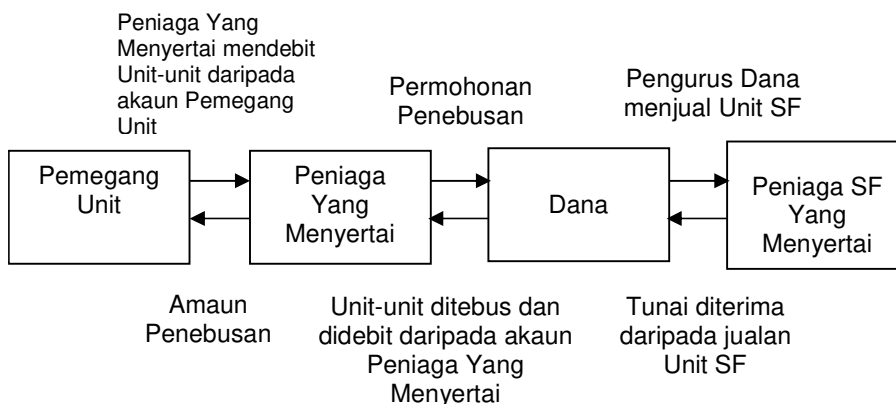 Peniaga Yang
Menyertai mendebit
Unit-unit daripada
akaun Pemegang
Unit
Permohonan
Penebusan
Pengurus Dana
menjual Unit SF
Pemegang
Unit
Peniaga
Yang
Menyertai
Dana
Peniaga SF
Yang
Menyertai
Amaun
Penebusan
Unit-unit ditebus dan
didebit daripada akaun
Peniaga Yang
Menyertai
Tunai diterima
daripada jualan
Unit SF